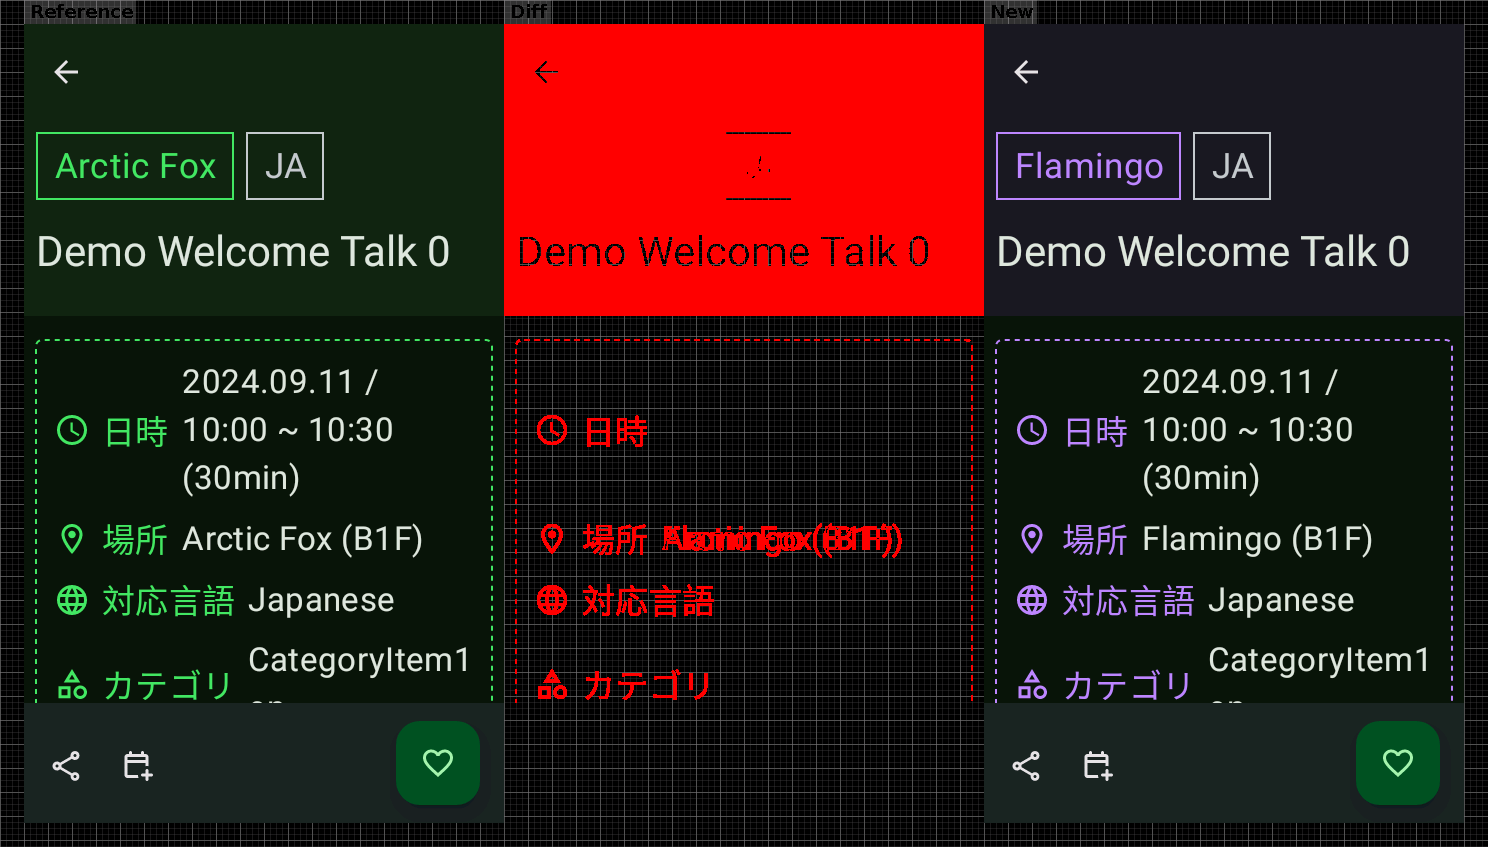 Reference
Diff
New
Arctic Fox
JA
Demo Welcome Talk 0
日時
2024.09.11 /
10:00 ~ 10:30
(30min)
場所 Arctic Fox (B1F)
対応言語 Japanese
カテゴリ
CategoryItem1
Demo Welcome Talk 0
日時
場所
対応言語
カテゴリ
Flamingo
JA
Demo Welcome Talk 0
日時
2024.09.11 /
10:00 ~ 10:30
(30min)
場所 Flamingo (B1F)
対応言語 Japanese
カテゴリ
CategoryItem1